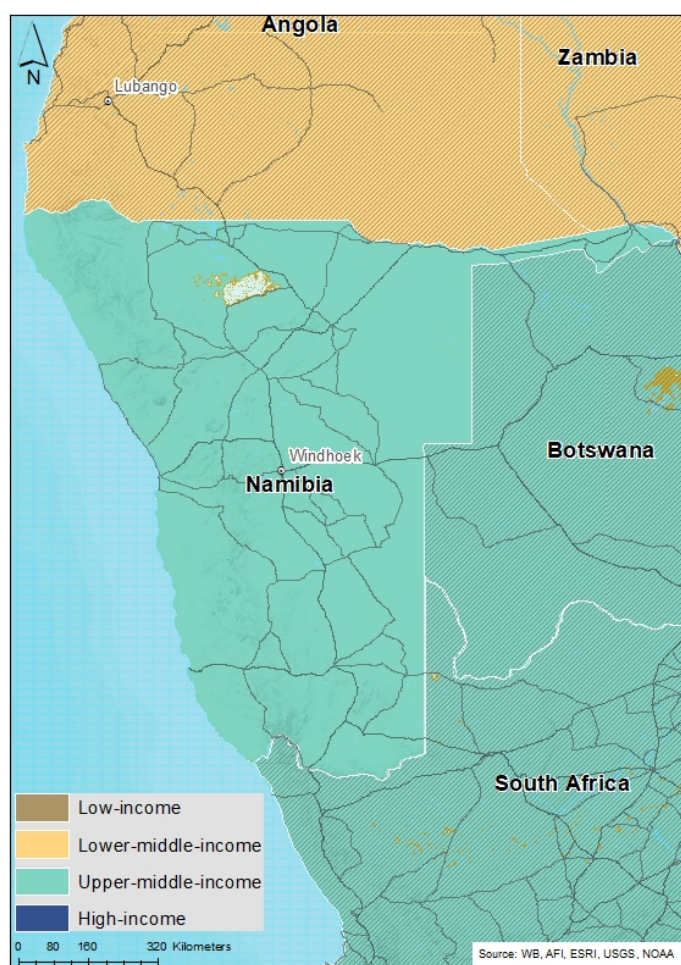 Angola
Zambia
N
Lubango
Botswana
Windhoek
Namibia
South Africa
Low-income
Lower-middle-income
Upper-middle-income
High-income
0 80 160 320 Kilometers
Source: WB, AFI, ESRI, USGS, NOAA